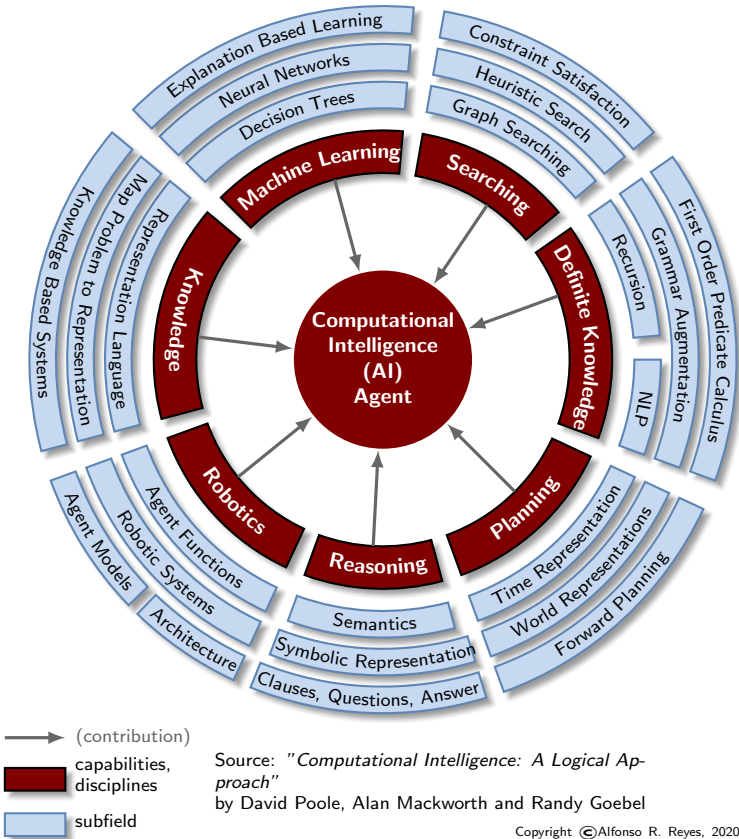 Explanation Based Learning
Neural Networks
Decision Trees
Machine Learning
Constraint Satisfaction
Heuristic Search
Graph Searching
Searching
First Order Predicate Calculus
Grammar Augmentation
Recursion
NLP
Definite Knowledge
Knowledge Based Systems
Map Problem to Representation
Representation Language
Knowledge
Computational
Intelligence
(AI)
Agent
Robotics
Agent Functions
Robotic Systems
Agent Models
Architecture
Reasoning
Semantics
Symbolic Representation
Clauses, Questions, Answer
Planning
Time Representation
World Representations
Forward Planning
(contribution)
capabilities,
disciplines
subfield
Source: "Computational Intelligence: A Logical Ap-
proach"
by David Poole, Alan Mackworth and Randy Goebel
Copyright ©Alfonso R. Reyes, 2020